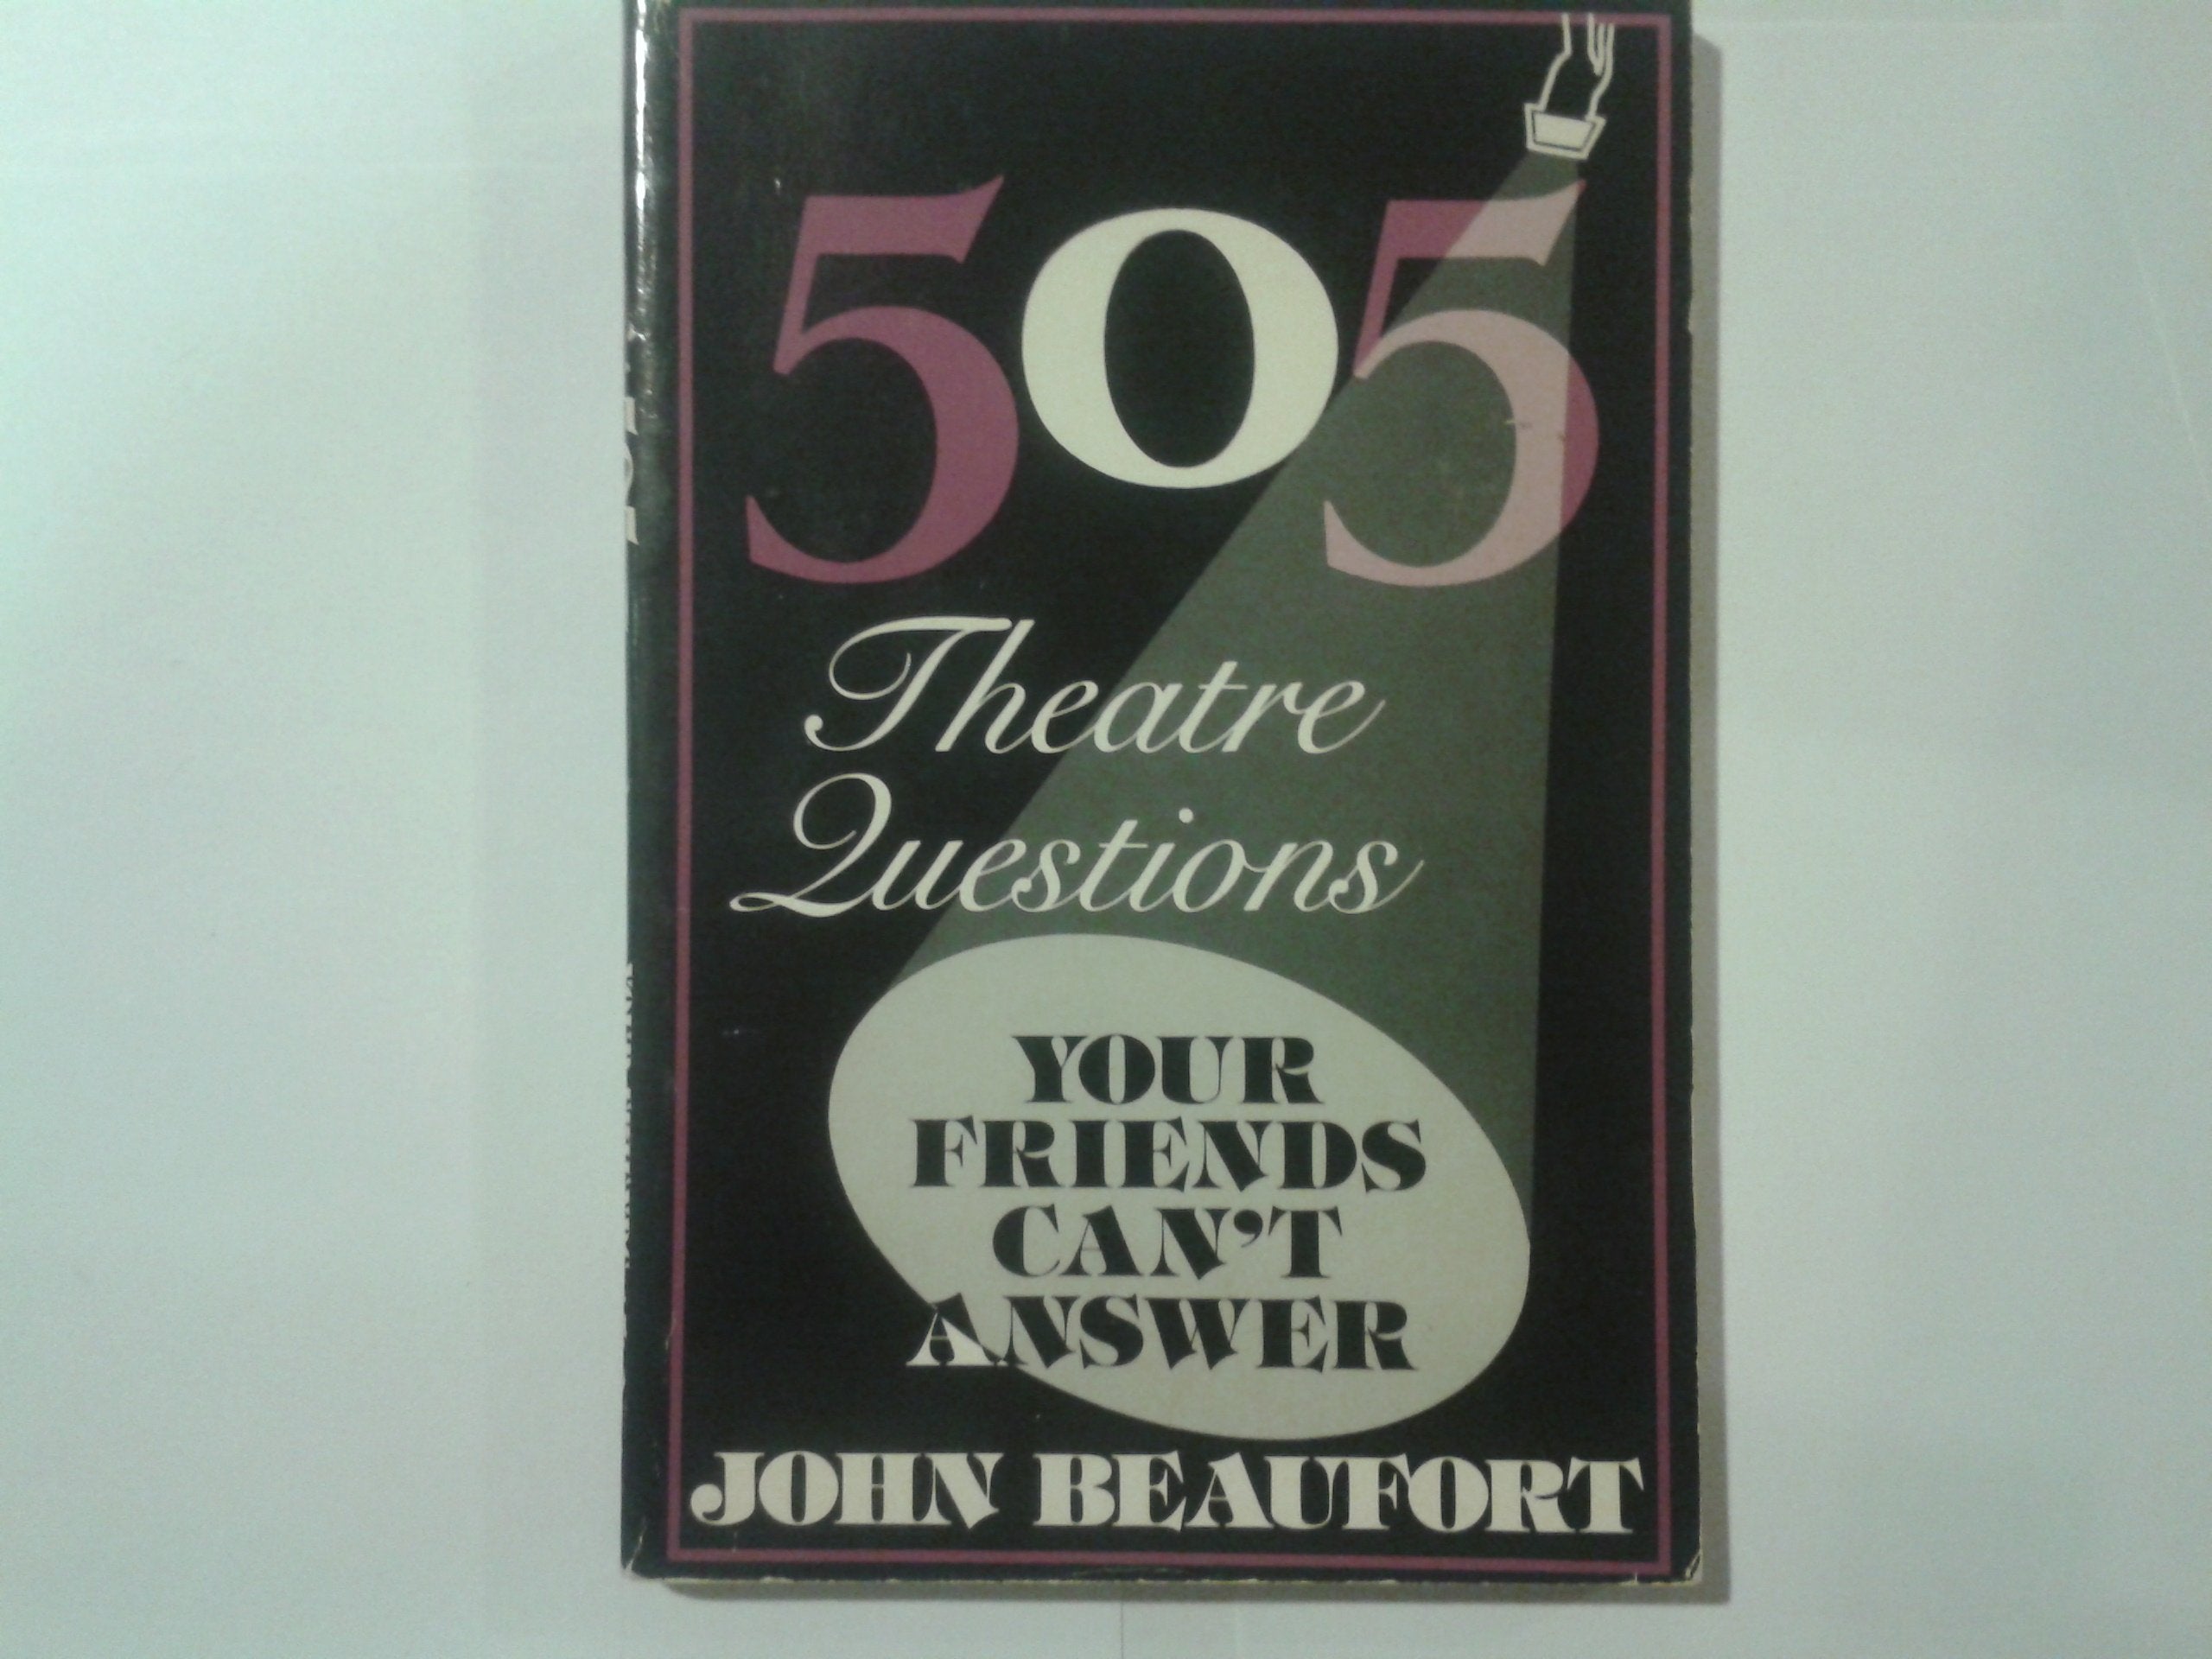 505
Theatre
Questions
YOUR
FRIENDS
CAN'T
ANSWER
JOHN BEAUFORT